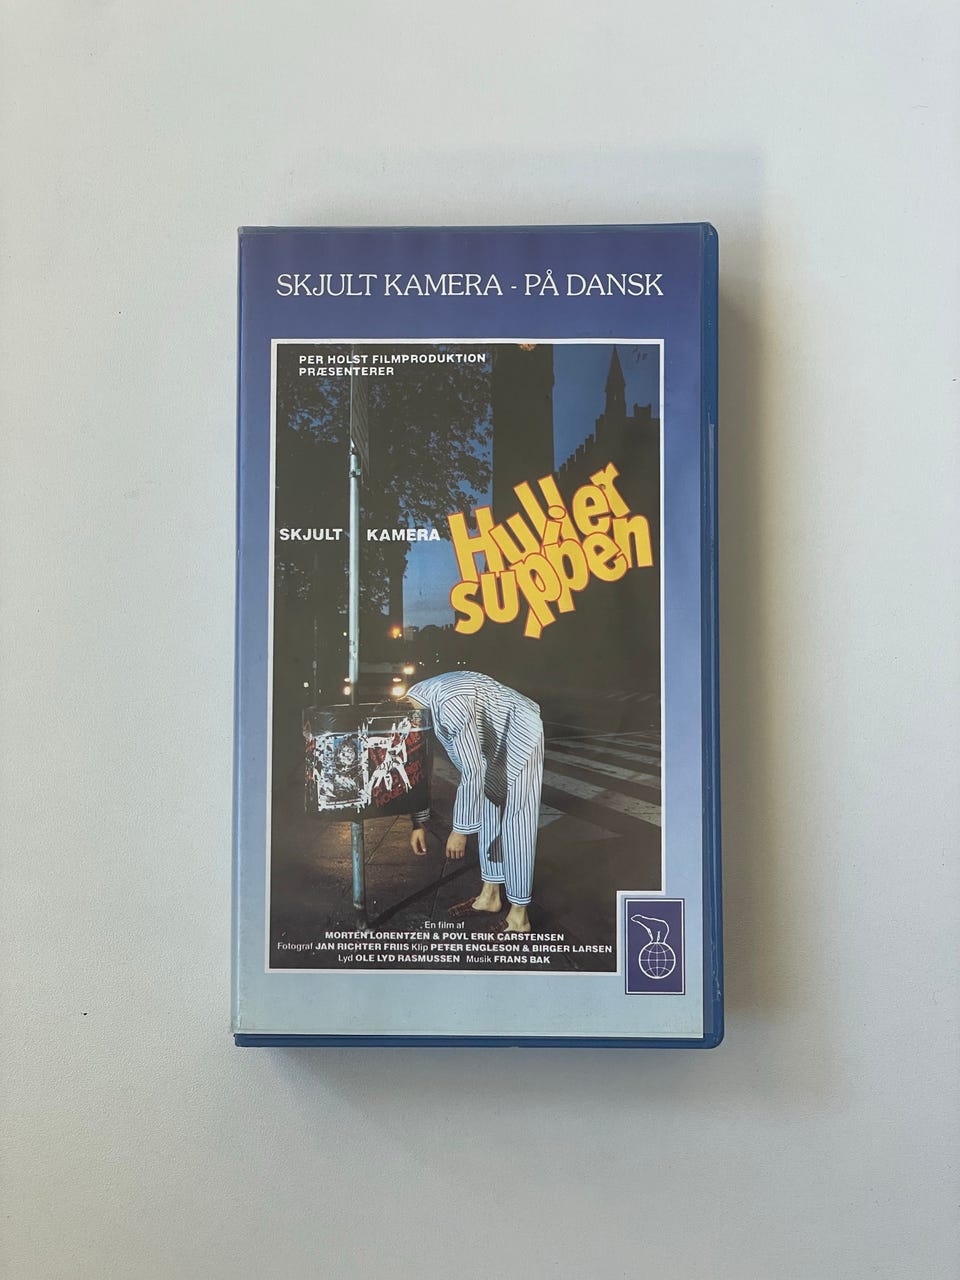 SKJULT KAMERA - PÅ DANSK
PER HOLST FILMPRODUKTION
PRÆSENTERER
SKJULT KAMERA
Huller i
suppen
En film af
MORTEN LORENTZEN & POVL ERIK CARSTENSEN
Fotograf JAN RICHTER FRIIS Klip PETER ENGLESON & BIRGER LARSEN
Lyd OLE LYD RASMUSSEN Musik FRANS BAK